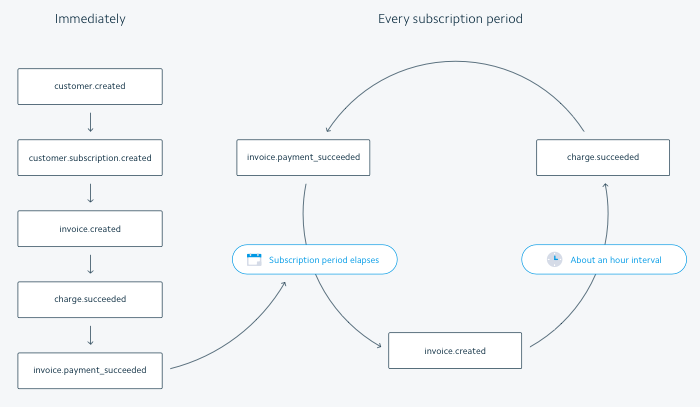 Immediately
Every subscription period
customer.created
customer.subscription.created
invoice.created
charge.succeeded
invoice.payment_succeeded
invoice.payment_succeeded
charge.succeeded
Subscription period elapses
About an hour interval
invoice.created